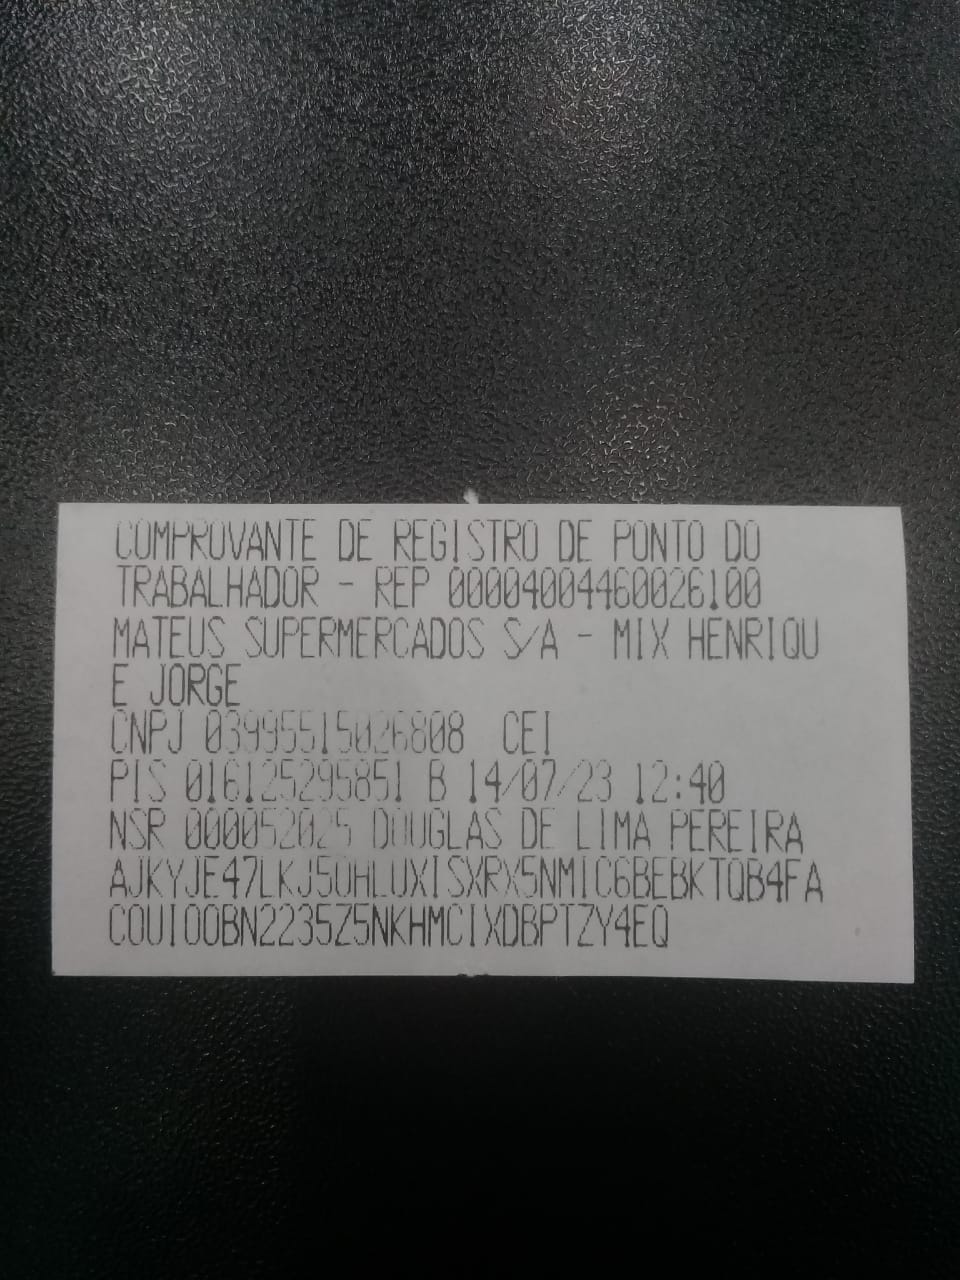 COMPROVANTE DE REGISTRO DE PONTO DO
TRABALHADOR - REP 00004004460026100
MATEUS SUPERMERCADOS S/A - MIX HENRIQU
E JORGE
CNPJ 03995515026808 CEI
PIS 016125295851 B 14/07/23 12:40
NSR 000052025 DOUGLAS DE LIMA PEREIRA
AJKYJE47LKJ5OHLUXISXRX5NMIC6BEBKTQB4FA
COUIOOBN2235Z5NKHMCIXDBPTZY4EQ